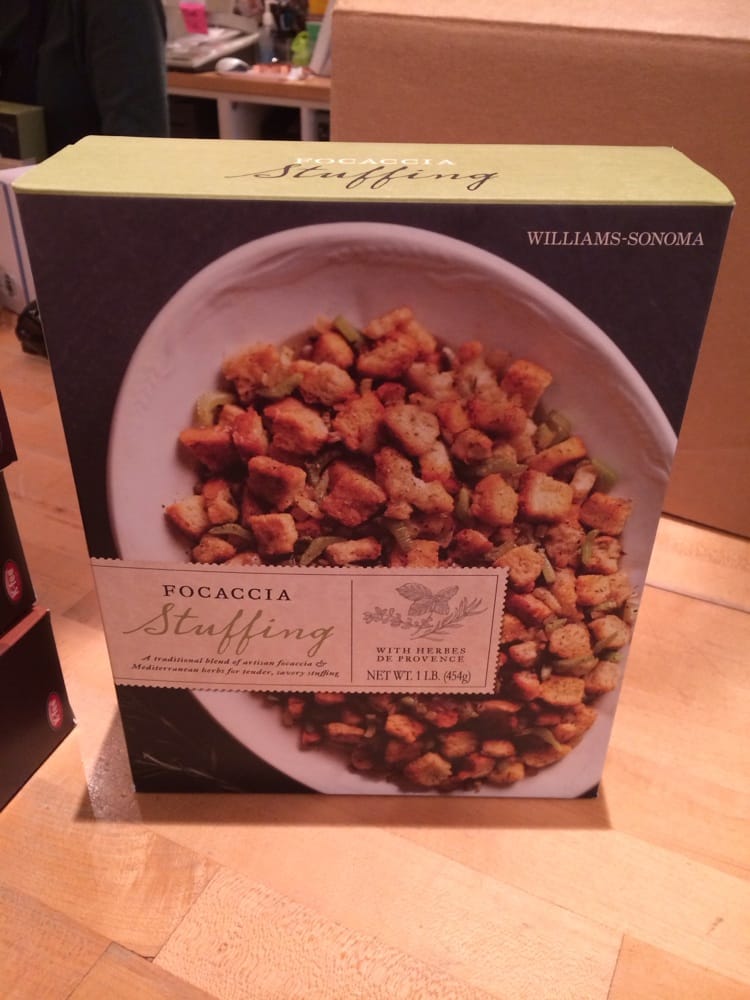 FOCACCIA
Stuffing
WILLIAMS-SONOMA
FOCACCIA
Stuffing
A traditional blend of artisan focaccia &
Mediterranean herbs for tender, savory stuffing
WITH HERBES
DE PROVENCE
NET WT. 1 LB. (454g)